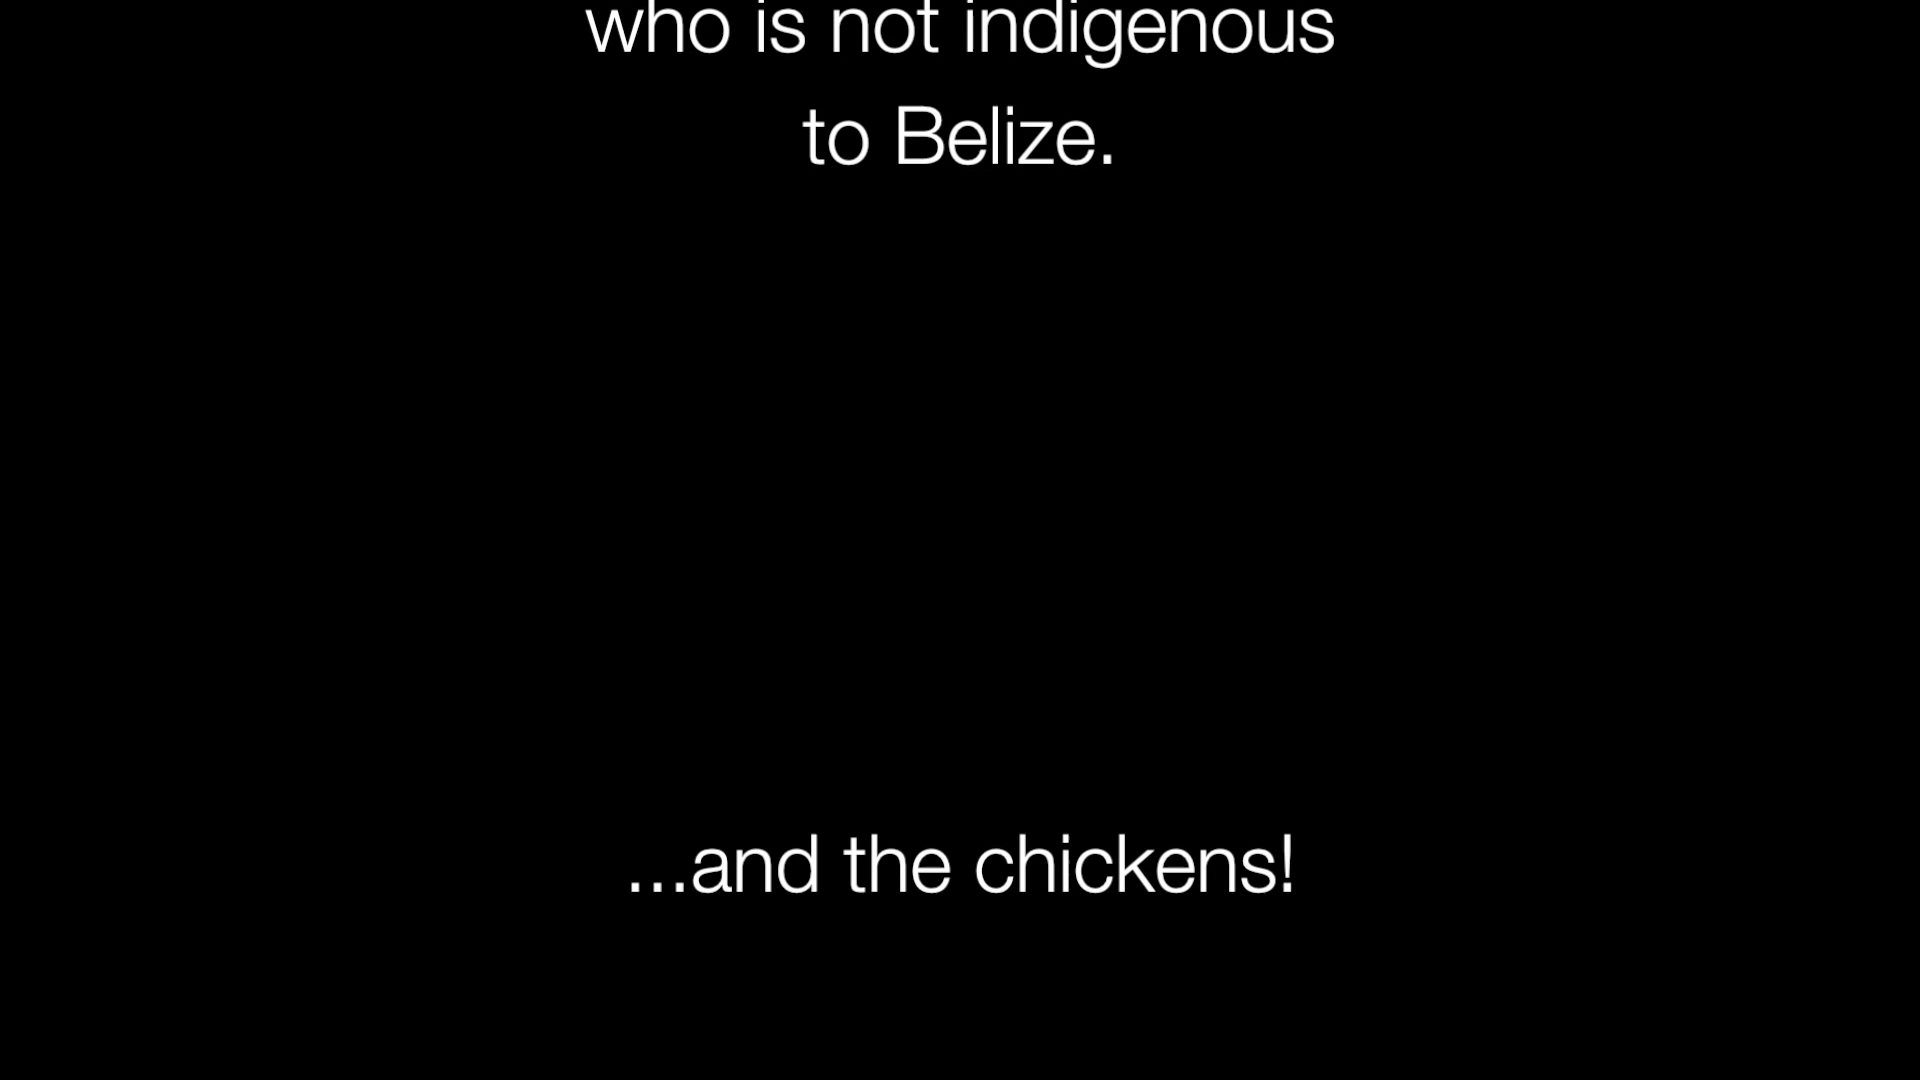 who is not indigenous
to Belize.
...and the chickens!